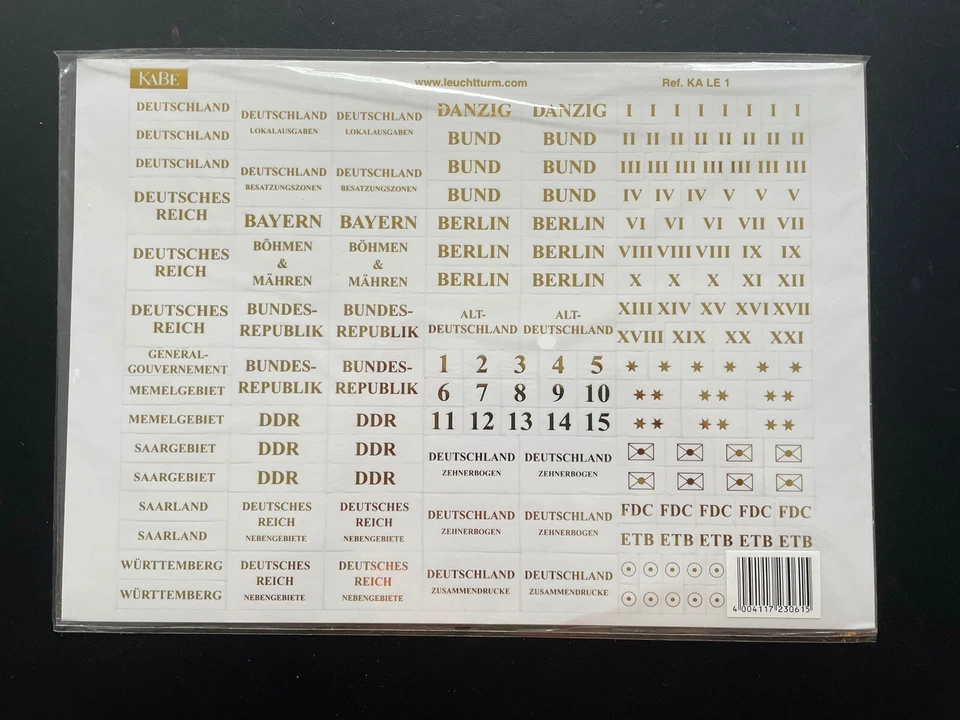 KABE
www.leuchtturm.com
Ref. KA LE 1
DEUTSCHLAND
DEUTSCHLAND
DEUTSCHLAND
DEUTSCHES
REICH
DEUTSCHES
REICH
DEUTSCHES
REICH
GENERAL-
GOUVERNEMENT
MEMELGEBIET
MEMELGEBIET
SAARGEBIET
SAARGEBIET
SAARLAND
SAARLAND
WÜRTTEMBERG
WÜRTTEMBERG
DEUTSCHLAND DEUTSCHLAND
LOKALAUSGABEN LOKALAUSGABEN
DEUTSCHLAND DEUTSCHLAND
BESATZUNGSZONEN BESATZUNGSZONEN
BAYERN BAYERN
BÖHMEN BÖHMEN
& &
MÄHREN MÄHREN
BUNDES- BUNDES-
REPUBLIK REPUBLIK
BUNDES- BUNDES-
REPUBLIK REPUBLIK
DDR DDR
DDR DDR
DDR DDR
DEUTSCHES DEUTSCHES
REICH REICH
NEBENGEBIETE NEBENGEBIETE
DEUTSCHES DEUTSCHES
REICH REICH
NEBENGEBIETE NEBENGEBIETE
DANZIG DANZIG
BUND BUND
BUND BUND
BUND BUND
BERLIN BERLIN
BERLIN BERLIN
BERLIN BERLIN
ALT- ALT-
DEUTSCHLAND DEUTSCHLAND
1 2 3 4 5
6 7 8 9 10
11 12 13 14 15
DEUTSCHLAND DEUTSCHLAND
ZEHNERBOGEN ZEHNERBOGEN
DEUTSCHLAND DEUTSCHLAND
ZEHNERBOGEN ZEHNERBOGEN
DEUTSCHLAND DEUTSCHLAND
ZUSAMMENDRUCKE ZUSAMMENDRUCKE
I I I I I I I I
II II II II II II II II
III III III III III III III
IV IV IV V V V
VI VI VI VII VII
VIII VIII VIII IX IX
X X X XI XII
XIII XIV XV XVI XVII
XVIII XIX XX XXI
FDC FDC FDC FDC FDC
ETB ETB ETB ETB ETB
4 004117 230615